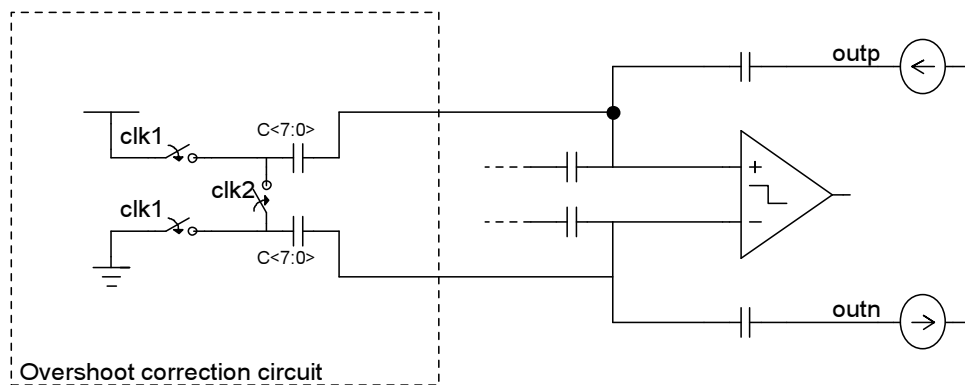 outp
clk1
C<7:0>
clk2
+
clk1
−
C<7:0>
outn
Overshoot correction circuit